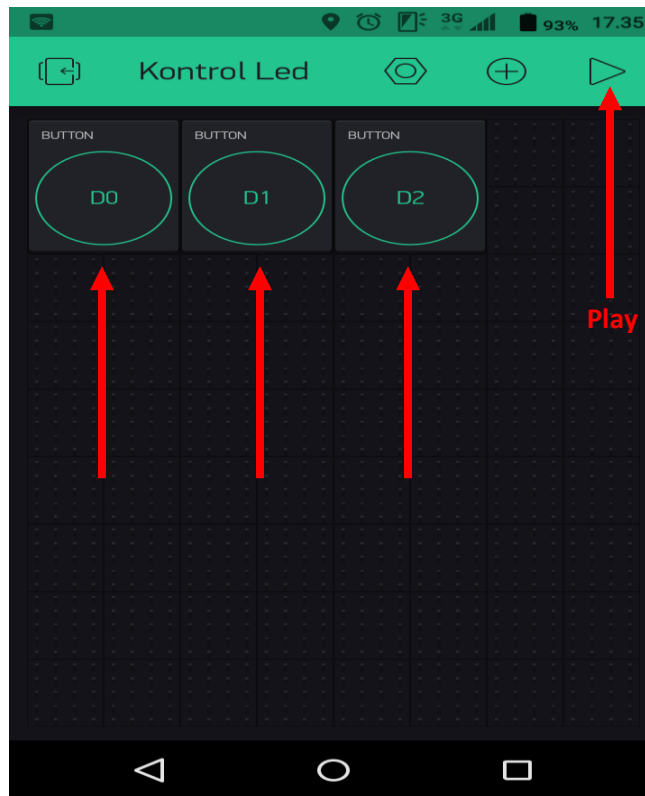 3G 93% 17.35
Kontrol Led
BUTTON BUTTON BUTTON
D0 D1 D2
Play